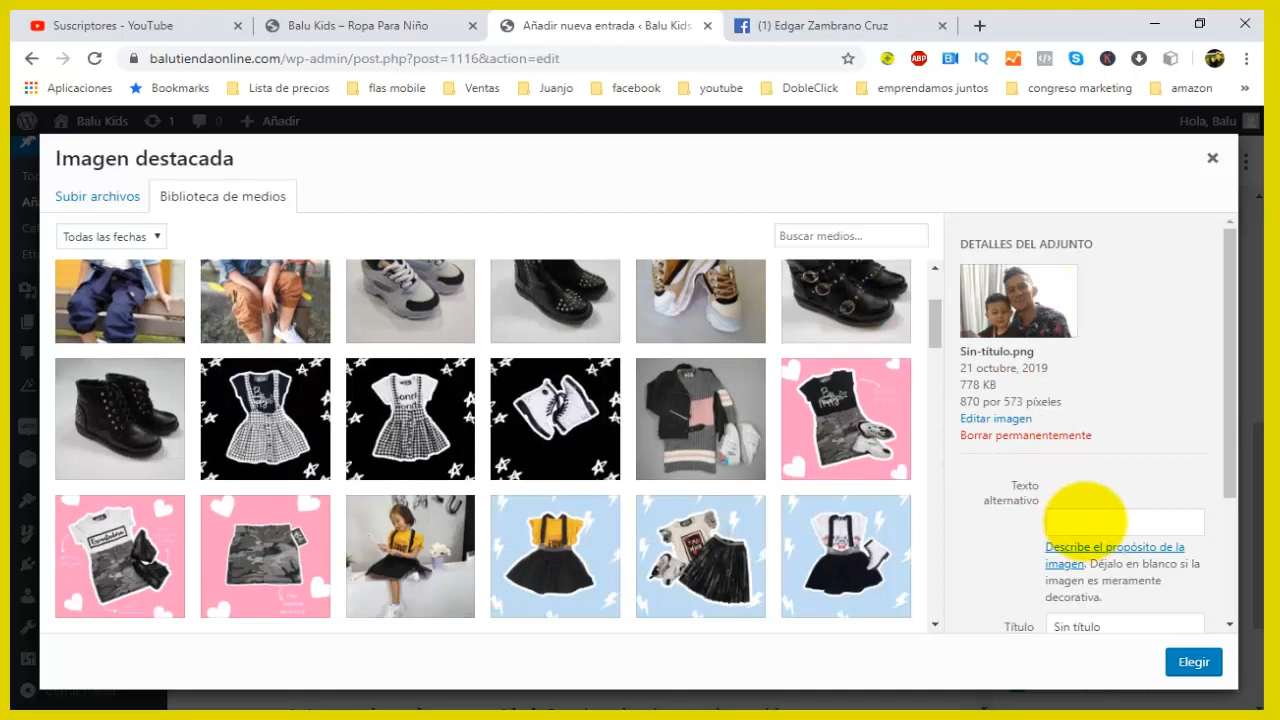 Suscriptores - YouTube
Balu Kids – Ropa Para Niño
Añadir nueva entrada ‹ Balu Kids
(1) Edgar Zambrano Cruz
balutiendaonline.com/wp-admin/post.php?post=1116&action=edit
Aplicaciones
Bookmarks
Lista de precios
flas mobile
Ventas
Juanjo
facebook
youtube
DobleClick
emprendamos juntos
congreso marketing
amazon
Balu Kids
1
0
Añadir
Hola, Balu
Imagen destacada
Subir archivos
Biblioteca de medios
Todas las fechas
Buscar medios...
DETALLES DEL ADJUNTO
Sin-título.png
21 octubre, 2019
778 KB
870 por 573 píxeles
Editar imagen
Borrar permanentemente
Texto
alternativo
Describe el propósito de la
imagen. Déjalo en blanco si la
imagen es meramente
decorativa.
Título
Sin título
Elegir